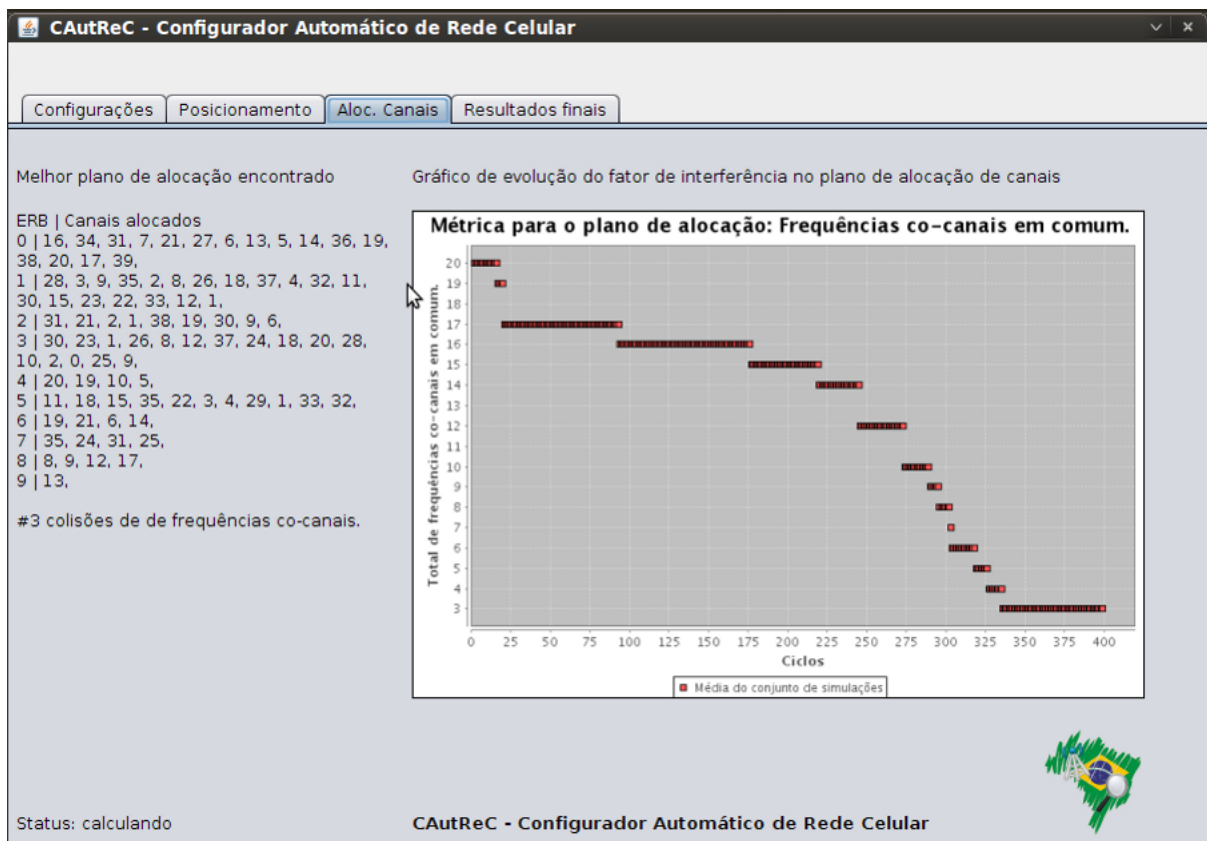 CAutReC - Configurador Automático de Rede Celular
Configurações
Posicionamento
Aloc. Canais
Resultados finais
Melhor plano de alocação encontrado
ERB | Canais alocados
0 | 16, 34, 31, 7, 21, 27, 6, 13, 5, 14, 36, 19,
38, 20, 17, 39,
1 | 28, 3, 9, 35, 2, 8, 26, 18, 37, 4, 32, 11,
30, 15, 23, 22, 33, 12, 1,
2 | 31, 21, 2, 1, 38, 19, 30, 9, 6,
3 | 30, 23, 1, 26, 8, 12, 37, 24, 18, 20, 28,
10, 2, 0, 25, 9,
4 | 20, 19, 10, 5,
5 | 11, 18, 15, 35, 22, 3, 4, 29, 1, 33, 32,
6 | 19, 21, 6, 14,
7 | 35, 24, 31, 25,
8 | 8, 9, 12, 17,
9 | 13,
#3 colisões de de frequências co-canais.
Gráfico de evolução do fator de interferência no plano de alocação de canais
Métrica para o plano de alocação: Frequências co-canais em comum.
Total de frequências co-canais em comum.
20
19
18
17
16
15
14
13
12
11
10
9
8
7
6
5
4
3
0 25 50 75 100 125 150 175 200 225 250 275 300 325 350 375 400
Ciclos
Média do conjunto de simulações
Status: calculando
CAutReC - Configurador Automático de Rede Celular